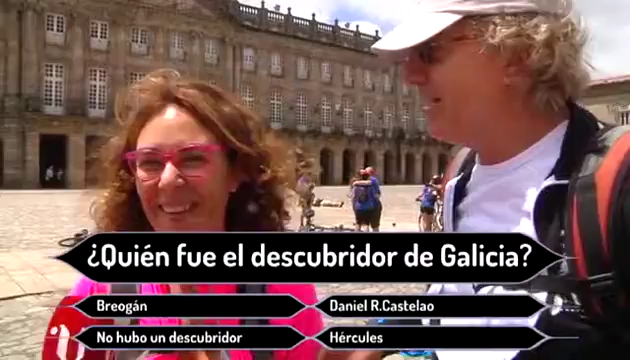 ¿Quién fue el descubridor de Galicia?
Breogán
Daniel R.Castelao
No hubo un descubridor
Hércules